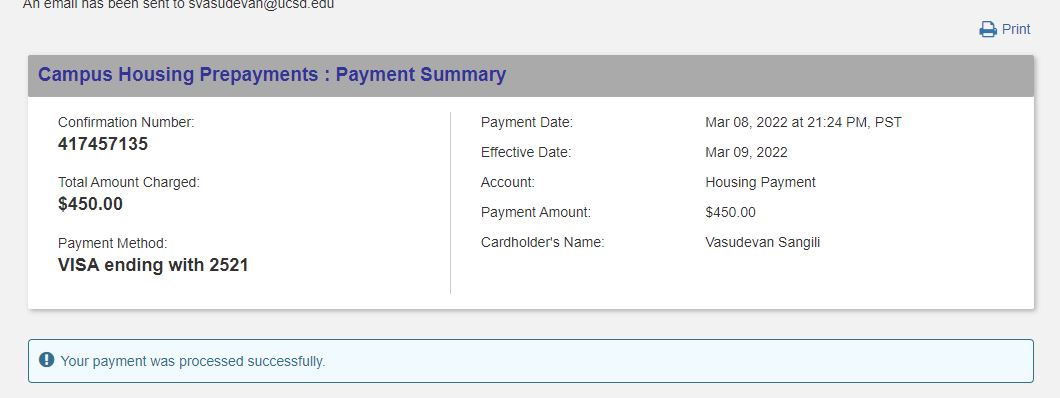 An email has been sent to svasudevan@ucsd.edu
Print
Campus Housing Prepayments : Payment Summary
Confirmation Number:
417457135
Total Amount Charged:
$450.00
Payment Method:
VISA ending with 2521
Payment Date: Mar 08, 2022 at 21:24 PM, PST
Effective Date: Mar 09, 2022
Account: Housing Payment
Payment Amount: $450.00
Cardholder's Name: Vasudevan Sangili
Your payment was processed successfully.